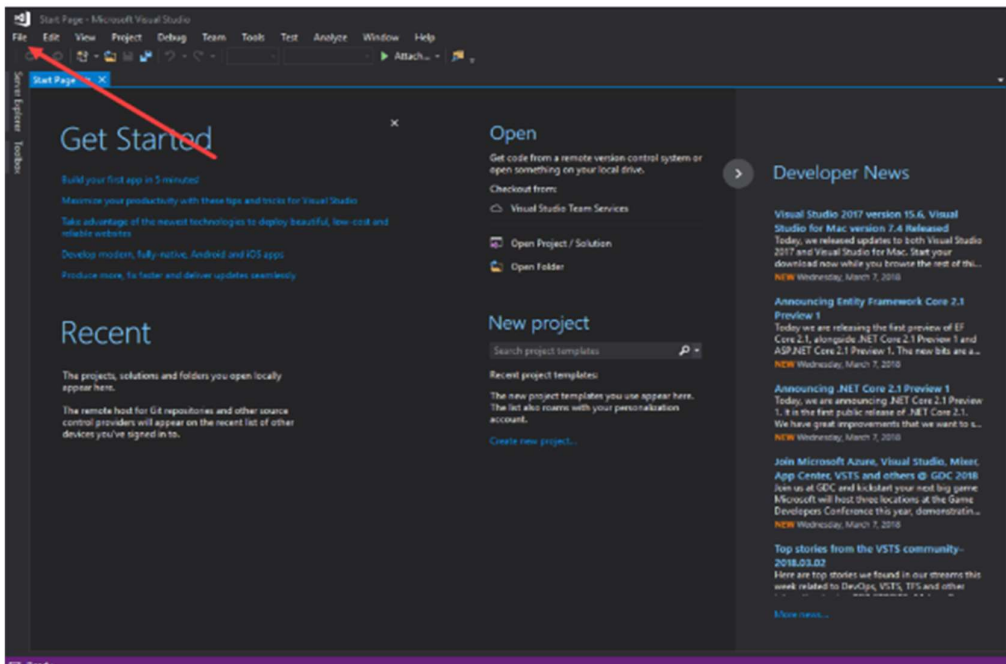 Start Page - Microsoft Visual Studio
File Edit View Project Debug Team Tools Test Analyze Window Help
Attach...
Server Explorer
Toolbox
Start Page
Get Started
Build your first app in 5 minutes!
Maximize your productivity with these tips and tricks for Visual Studio
Take advantage of the newest technologies to deploy beautiful, low-cost and
reliable websites
Develop modern, fully-native, Android and iOS apps
Produce more, fix faster and deliver updates seamlessly
Recent
The projects, solutions and folders you open locally
appear here.
The remote host for Git repositories and other source
control providers will appear on the recent list of other
devices you've signed in to.
Open
Get code from a remote version control system or
open something on your local drive.
Checkout from:
Visual Studio Team Services
Open Project / Solution
Open Folder
New project
Search project templates
Recent project templates:
The new project templates you use appear here.
The list also roams with your personalization
account.
Create new project...
Developer News
Visual Studio 2017 version 15.6, Visual
Studio for Mac version 7.4 Released
Today, we released updates to both Visual Studio
2017 and Visual Studio for Mac. Start your
download now while you browse the rest of thi...
NEW Wednesday, March 7, 2018
Announcing Entity Framework Core 2.1
Preview 1
Today we are releasing the first preview of EF
Core 2.1, alongside .NET Core 2.1 Preview 1 and
ASP.NET Core 2.1 Preview 1. The new bits are a...
NEW Wednesday, March 7, 2018
Announcing .NET Core 2.1 Preview 1
Today, we are announcing .NET Core 2.1 Preview
1. It is the first public release of .NET Core 2.1.
We have great improvements that we want to s...
NEW Wednesday, March 7, 2018
Join Microsoft Azure, Visual Studio, Mixer,
App Center, VSTS and others @ GDC 2018
Join us at GDC and kickstart your next big game
Microsoft will host three locations at the Game
Developers Conference this year, demonstratin...
NEW Wednesday, March 7, 2018
Top stories from the VSTS community–
2018.03.02
Here are top stories we found in our streams this
week related to DevOps, VSTS, TFS and other
More news...